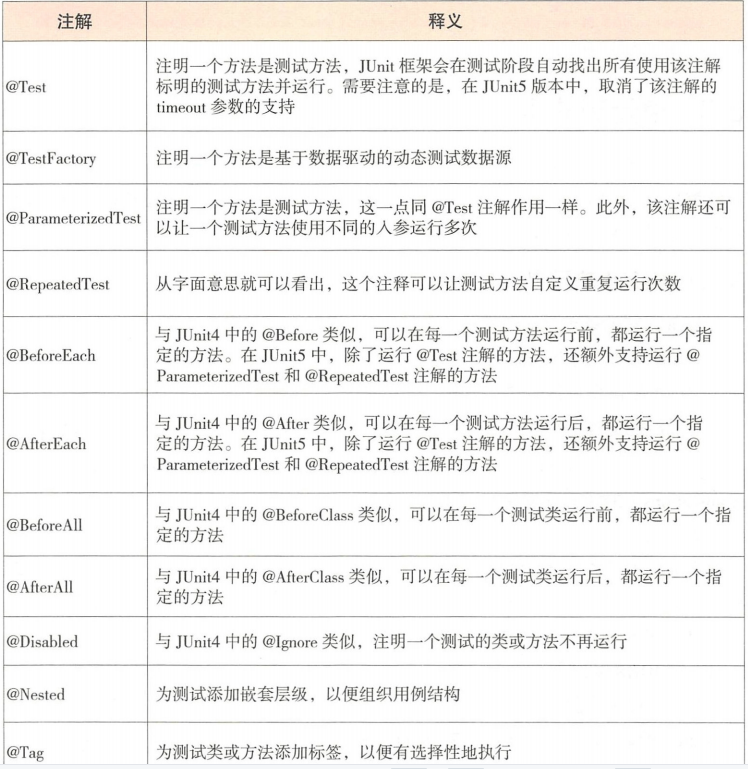 注解 释义
@Test
注明一个方法是测试方法，JUnit 框架会在测试阶段自动找出所有使用该注解
标明的测试方法并运行。需要注意的是，在 JUnit5 版本中，取消了该注解的
timeout 参数的支持
@TestFactory
注明一个方法是基于数据驱动的动态测试数据源
@ParameterizedTest
注明一个方法是测试方法，这一点同 @Test 注解作用一样。此外，该注解还可
以让一个测试方法使用不同的入参运行多次
@RepeatedTest
从字面意思就可以看出，这个注释可以让测试方法自定义重复运行次数
@BeforeEach
与 JUnit4 中的 @Before 类似，可以在每一个测试方法运行前，都运行一个指
定的方法。在 JUnit5 中，除了运行 @Test 注解的方法，还额外支持运行 @
ParameterizedTest 和 @RepeatedTest 注解的方法
@AfterEach
与 JUnit4 中的 @After 类似，可以在每一个测试方法运行后，都运行一个指
定的方法。在 JUnit5 中，除了运行 @Test 注解的方法，还额外支持运行 @
ParameterizedTest 和 @RepeatedTest 注解的方法
@BeforeAll
与 JUnit4 中的 @BeforeClass 类似，可以在每一个测试类运行前，都运行一个指
定的方法
@AfterAll
与 JUnit4 中的 @AfterClass 类似，可以在每一个测试类运行后，都运行一个指
定的方法
@Disabled
与 JUnit4 中的 @Ignore 类似，注明一个测试的类或方法不再运行
@Nested
为测试添加嵌套层级，以便组织用例结构
@Tag
为测试类或方法添加标签，以便有选择性地执行